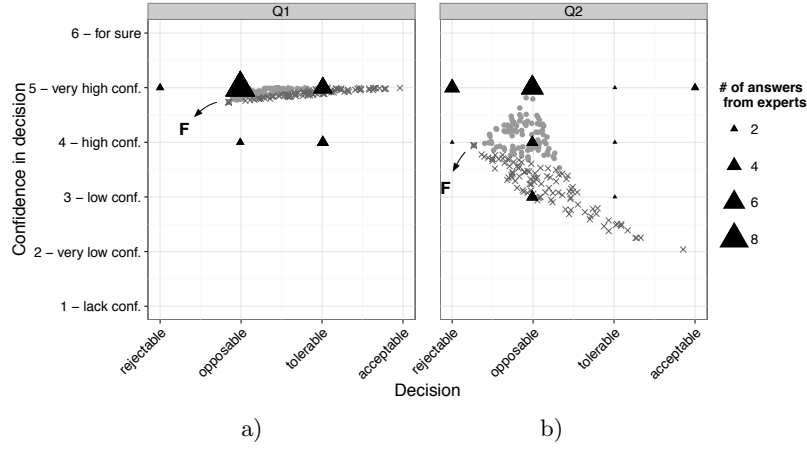 Q1
Q2
Confidence in decision
6 – for sure
5 – very high conf.
4 – high conf.
3 – low conf.
2 – very low conf.
1 – lack conf.
F
F
rejectable
opposable
tolerable
acceptable
rejectable
opposable
tolerable
acceptable
Decision
# of answers
from experts
2
4
6
8
a)
b)